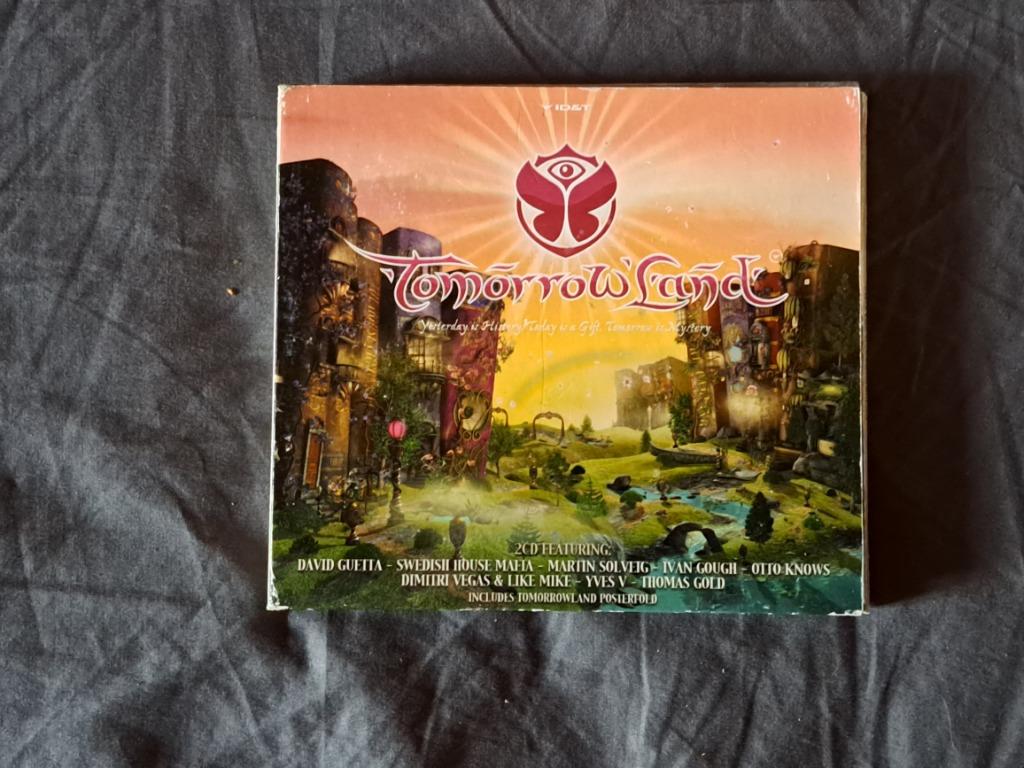 ID&T
Tomorrowland
Yesterday is History, Today is a Gift, Tomorrow is Mystery
2CD FEATURING:
DAVID GUETTA - SWEDISH HOUSE MAFIA - MARTIN SOLVEIG - IVAN GOUGH - OTTO KNOWS
DIMITRI VEGAS & LIKE MIKE - YVES V - THOMAS GOLD
INCLUDES TOMORROWLAND POSTERFOLD